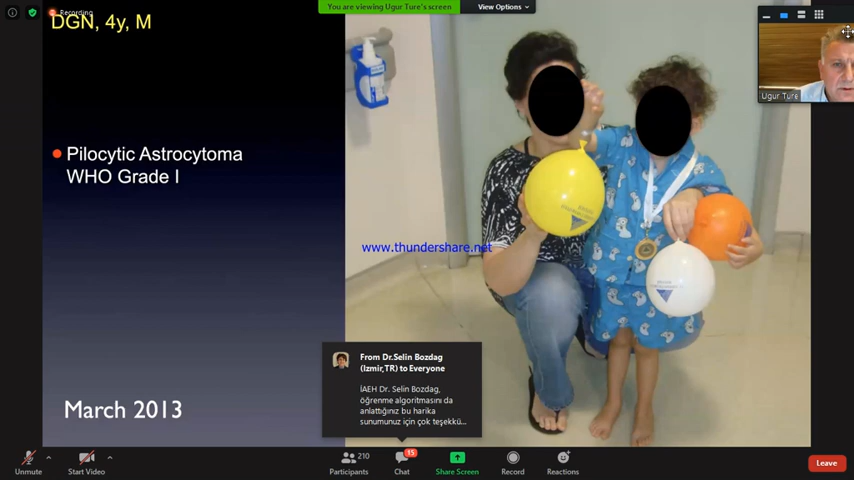 Recording
You are viewing Ugur Ture's screen
View Options
DGN, 4y, M
Ugur Ture
Pilocytic Astrocytoma
WHO Grade I
www.thundershare.net
From Dr.Selin Bozdag
(Izmir,TR) to Everyone
İAEH Dr. Selin Bozdag,
öğrenme algoritmasını da
anlattığınız bu harika
sunumunuz için çok teşekkü...
March 2013
Unmute
Start Video
210
Participants
15
Chat
Share Screen
Record
Reactions
Leave